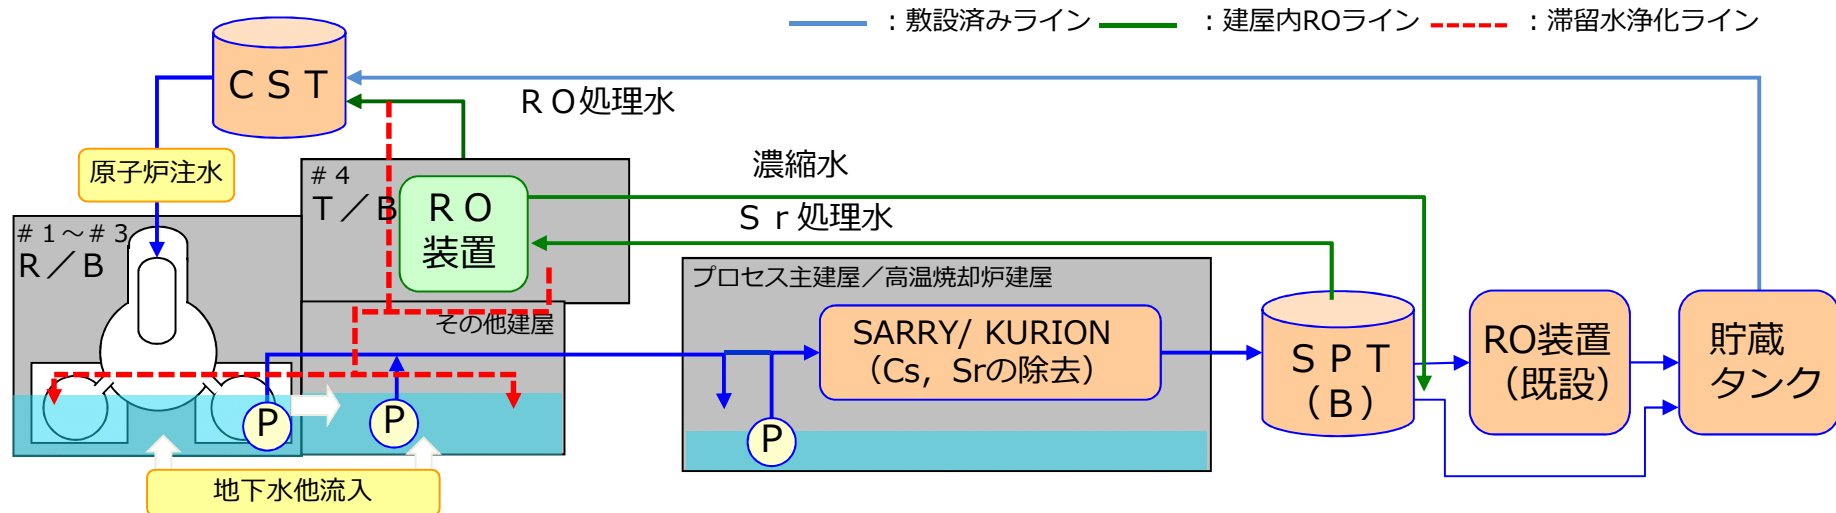 ：敷設済みライン ：建屋内ROライン ：滞留水浄化ライン
ＣＳＴ
ＲＯ処理水
原子炉注水
＃４
Ｔ／Ｂ
ＲＯ
装置
濃縮水
Ｓｒ処理水
＃１～＃３
Ｒ／Ｂ
その他建屋
プロセス主建屋／高温焼却炉建屋
SARRY/ KURION
（Cs，Srの除去）
ＳＰＴ
（Ｂ）
RO装置
（既設）
貯蔵
タンク
P
P
P
地下水他流入